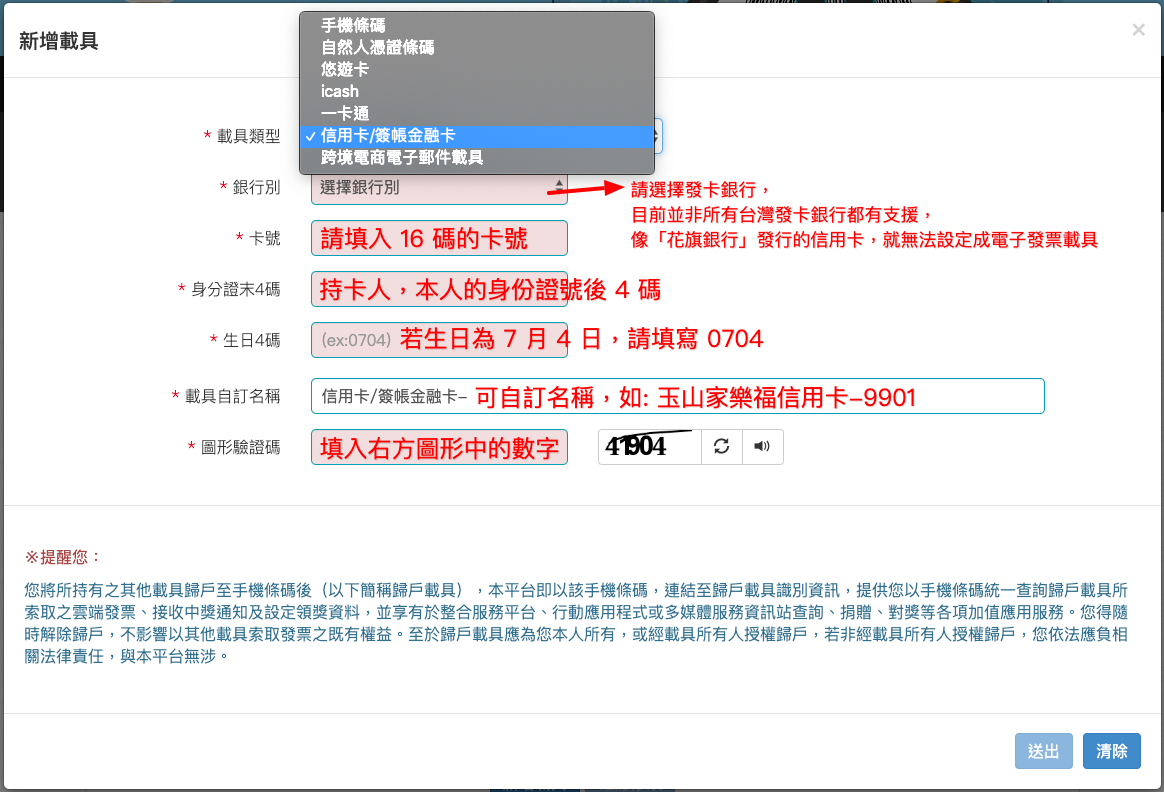 新增載具
×
手機條碼
自然人憑證條碼
悠遊卡
icash
一卡通
* 載具類型
✓ 信用卡/簽帳金融卡
跨境電商電子郵件載具
* 銀行別
選擇銀行別
請選擇發卡銀行，
目前並非所有台灣發卡銀行都有支援，
像「花旗銀行」發行的信用卡，就無法設定成電子發票載具
* 卡號
請填入 16 碼的卡號
* 身分證末4碼
持卡人，本人的身份證號後 4 碼
* 生日4碼
(ex:0704) 若生日為 7 月 4 日，請填寫 0704
* 載具自訂名稱
信用卡/簽帳金融卡– 可自訂名稱，如: 玉山家樂福信用卡–9901
* 圖形驗證碼
填入右方圖形中的數字
41904
※提醒您：
您將所持有之其他載具歸戶至手機條碼後（以下簡稱歸戶載具），本平台即以該手機條碼，連結至歸戶載具識別資訊，提供您以手機條碼統一查詢歸戶載具所
索取之雲端發票、接收中獎通知及設定領獎資料，並享有於整合服務平台、行動應用程式或多媒體服務資訊站查詢、捐贈、對獎等各項加值應用服務。您得隨
時解除歸戶，不影響以其他載具索取發票之既有權益。至於歸戶載具應為您本人所有，或經載具所有人授權歸戶，若非經載具所有人授權歸戶，您依法應負相
關法律責任，與本平台無涉。
送出
清除